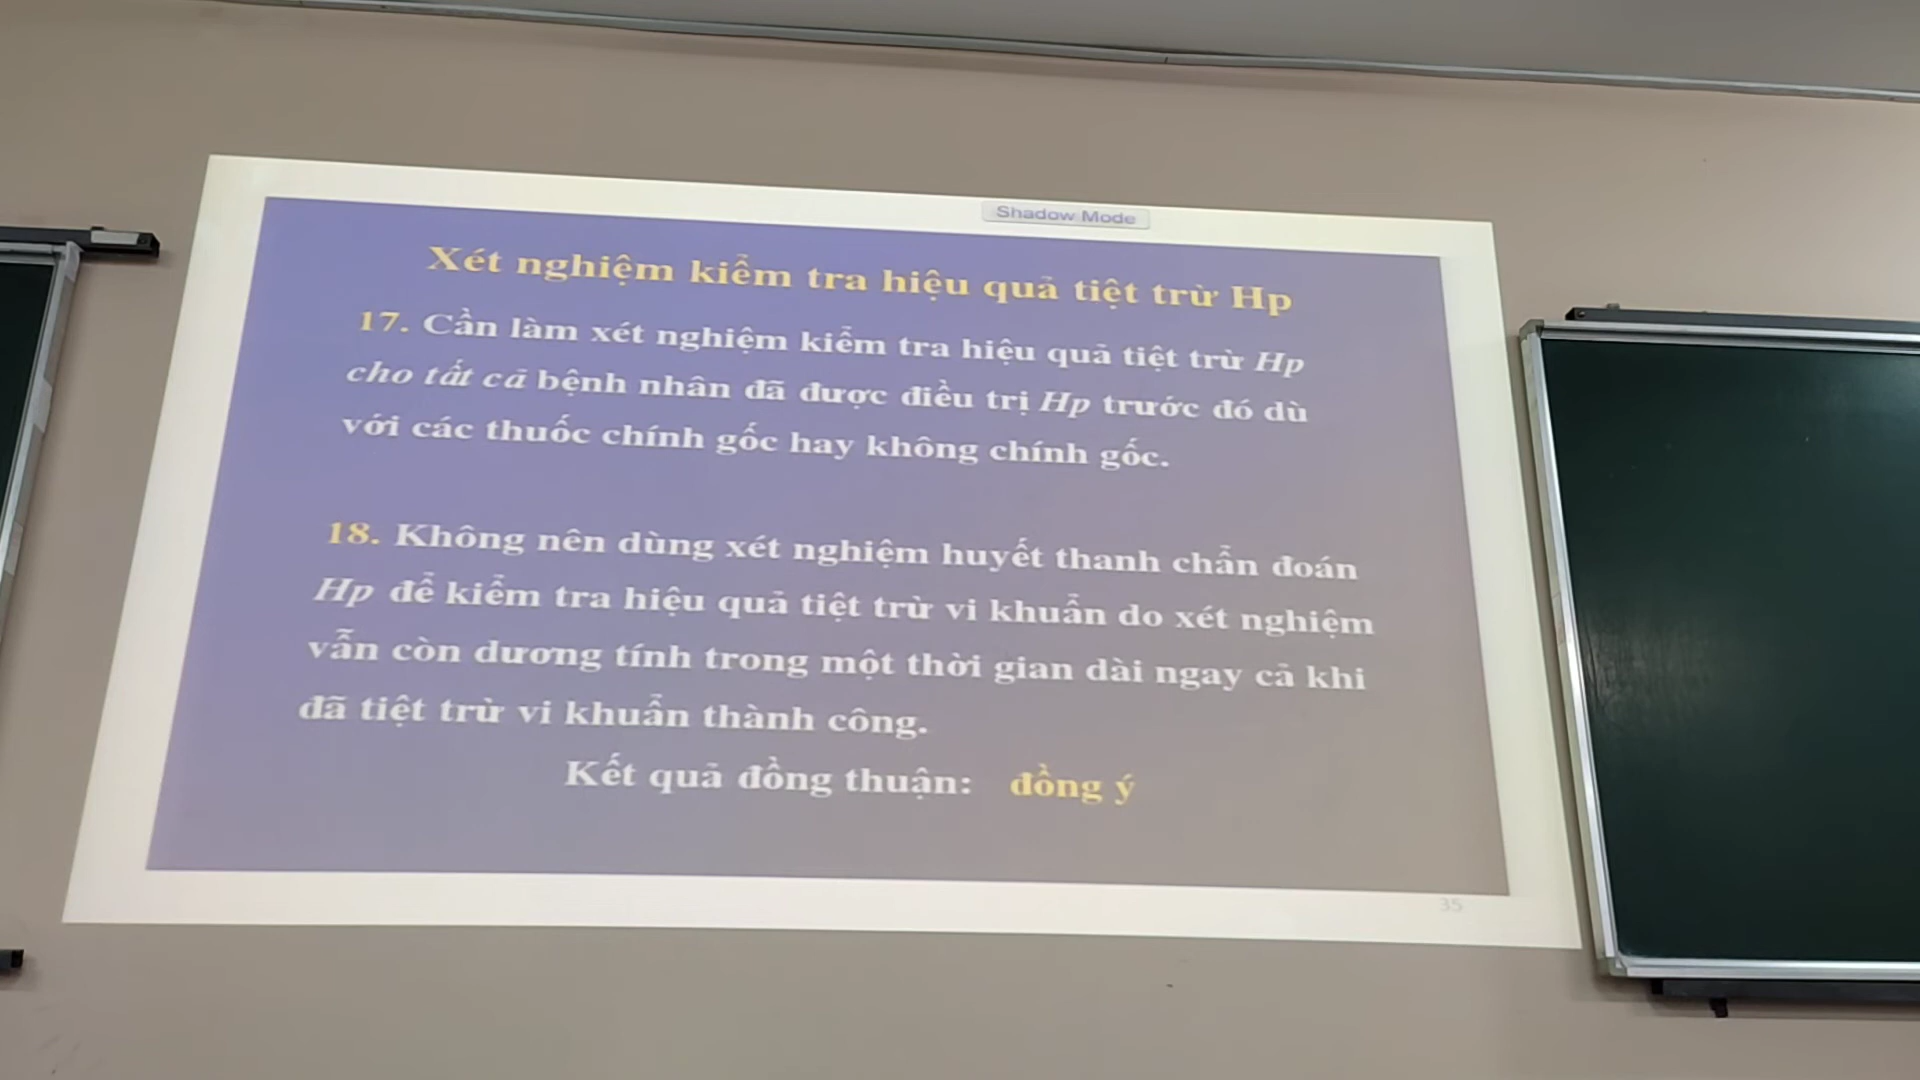 Shadow Mode
Xét nghiệm kiểm tra hiệu quả tiệt trừ Hp
17. Cần làm xét nghiệm kiểm tra hiệu quả tiệt trừ Hp
cho tất cả bệnh nhân đã được điều trị Hp trước đó dù
với các thuốc chính gốc hay không chính gốc.
18. Không nên dùng xét nghiệm huyết thanh chẩn đoán
Hp để kiểm tra hiệu quả tiệt trừ vi khuẩn do xét nghiệm
vẫn còn dương tính trong một thời gian dài ngay cả khi
đã tiệt trừ vi khuẩn thành công.
Kết quả đồng thuận: đồng ý
35